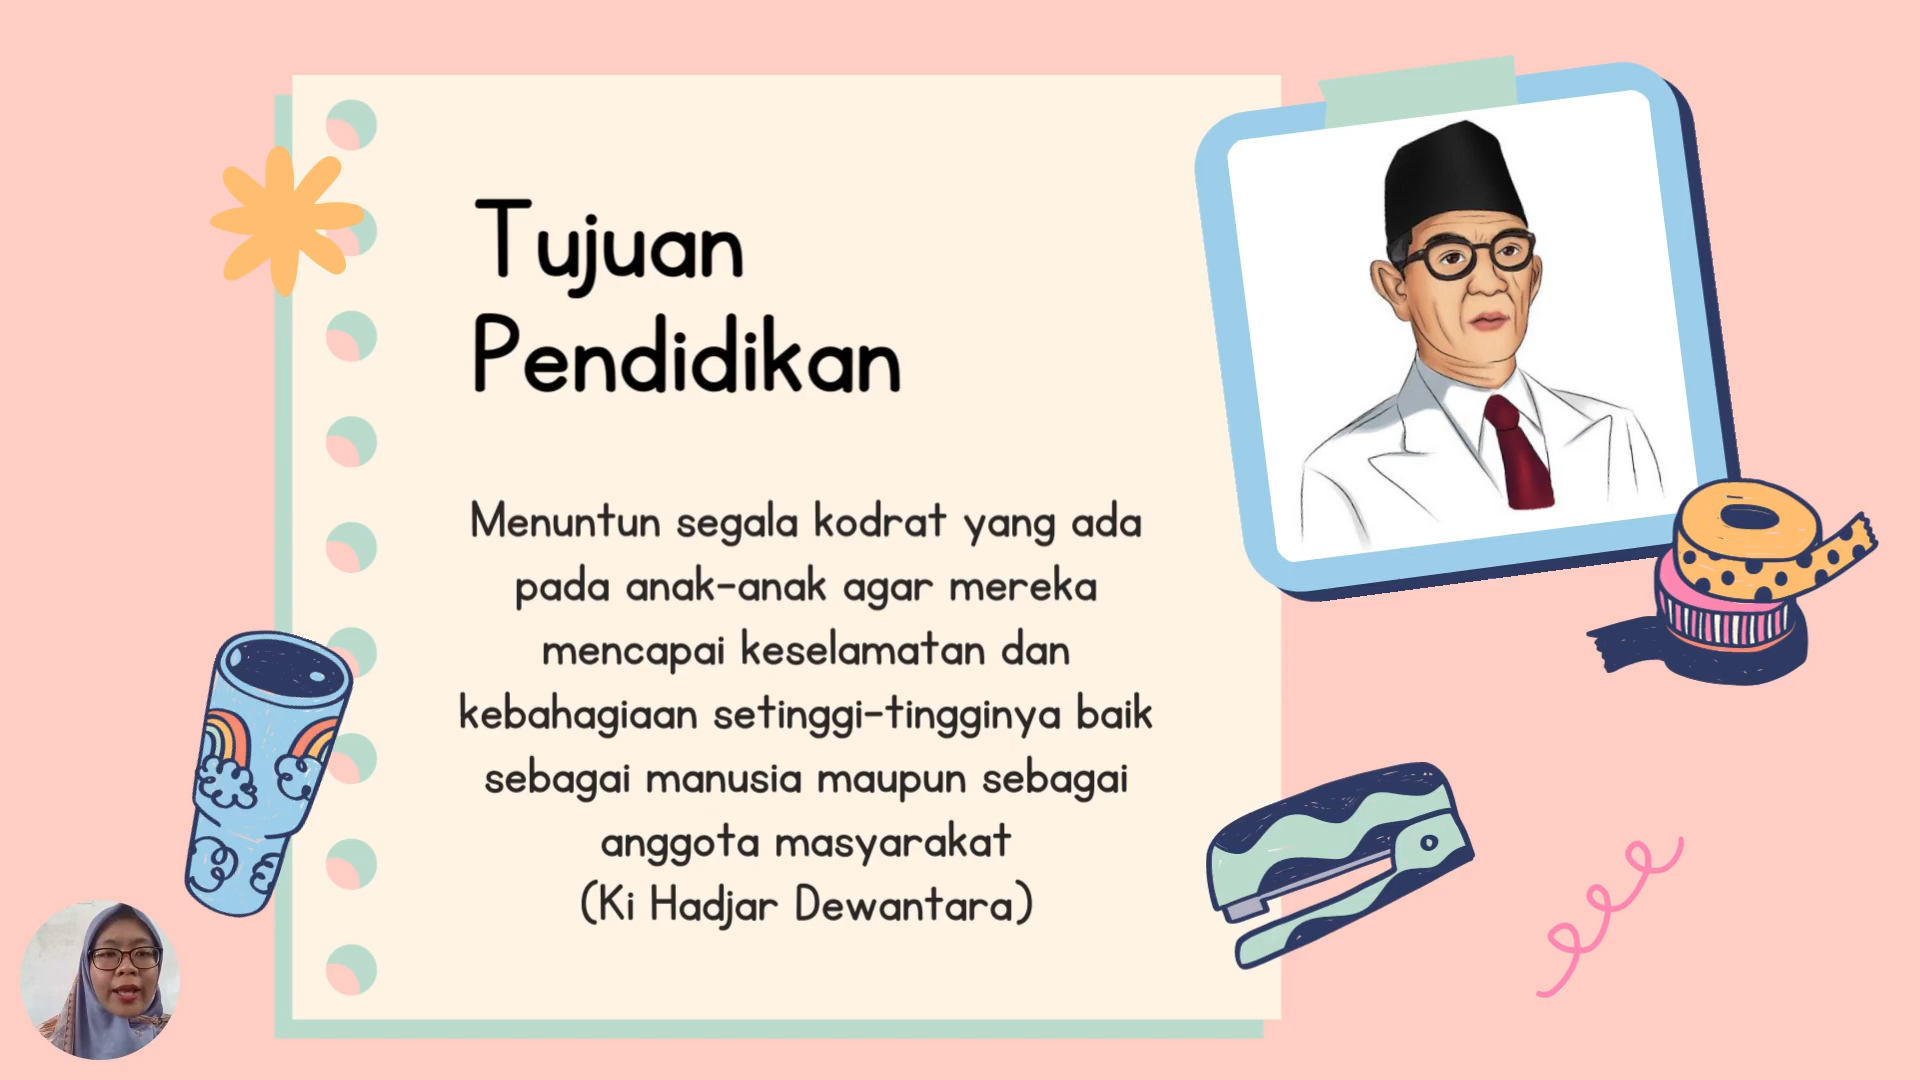 Tujuan
Pendidikan
Menuntun segala kodrat yang ada
pada anak-anak agar mereka
mencapai keselamatan dan
kebahagiaan setinggi-tingginya baik
sebagai manusia maupun sebagai
anggota masyarakat
(Ki Hadjar Dewantara)